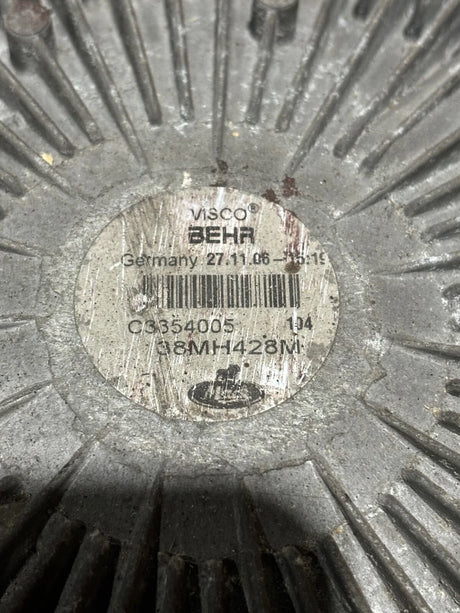 VISCO®
BEHR
Germany 27.11.06–15:19
C3354005 104
38MH428M